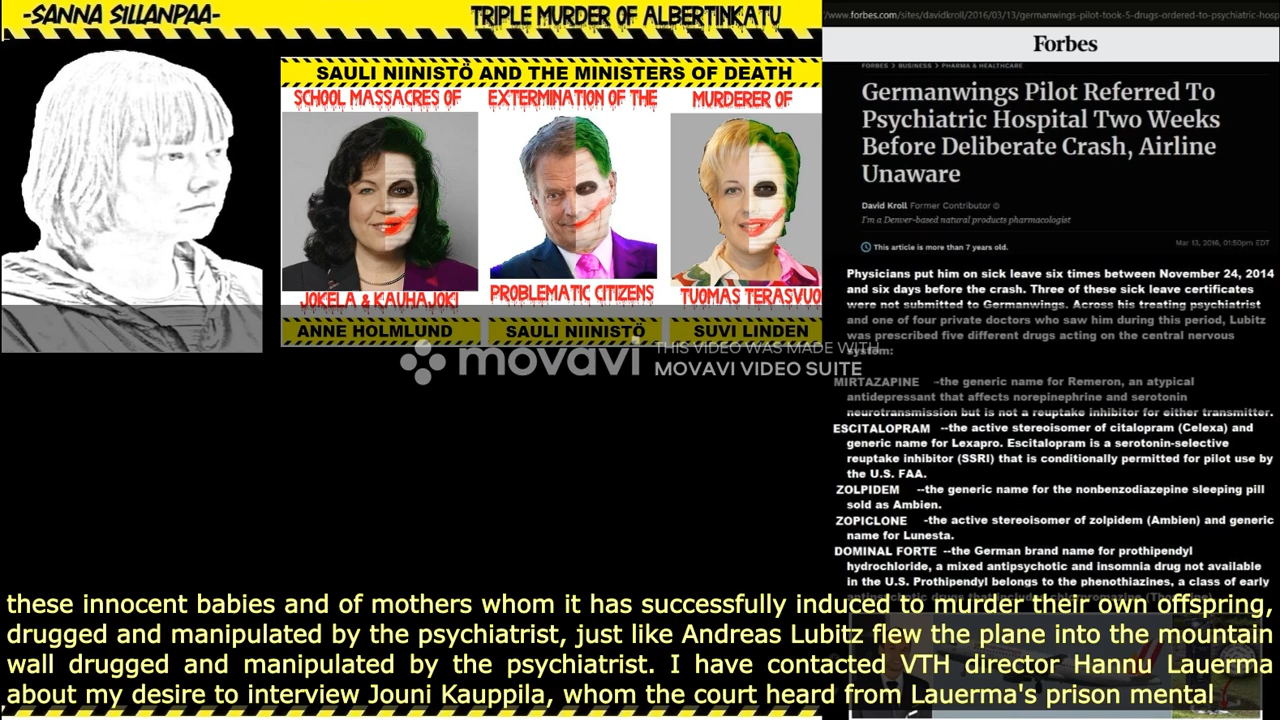 -SANNA SILLANPAA-
TRIPLE MURDER OF ALBERTINKATU
SAULI NIINISTÖ AND THE MINISTERS OF DEATH
SCHOOL MASSACRES OF
JOKELA & KAUHAJOKI
ANNE HOLMLUND
EXTERMINATION OF THE
PROBLEMATIC CITIZENS
SAULI NIINISTÖ
MURDERER OF
TUOMAS TERASVUO
SUVI LINDEN
movavi
THIS VIDEO WAS MADE WITH
MOVAVI VIDEO SUITE
/www.forbes.com/sites/davidkroll/2016/03/13/germanwings-pilot-took-5-drugs-ordered-to-psychiatric-hosp
Forbes
FORBES > BUSINESS > PHARMA & HEALTHCARE
Germanwings Pilot Referred To
Psychiatric Hospital Two Weeks
Before Deliberate Crash, Airline
Unaware
David Kroll Former Contributor
I'm a Denver-based natural products pharmacologist
This article is more than 7 years old.
Mar 13, 2016, 01:50pm EDT
Physicians put him on sick leave six times between November 24, 2014
and six days before the crash. Three of these sick leave certificates
were not submitted to Germanwings. Across his treating psychiatrist
and one of four private doctors who saw him during this period, Lubitz
was prescribed five different drugs acting on the central nervous
system:
MIRTAZAPINE -the generic name for Remeron, an atypical
antidepressant that affects norepinephrine and serotonin
neurotransmission but is not a reuptake inhibitor for either transmitter.
ESCITALOPRAM --the active stereoisomer of citalopram (Celexa) and
generic name for Lexapro. Escitalopram is a serotonin-selective
reuptake inhibitor (SSRI) that is conditionally permitted for pilot use by
the U.S. FAA.
ZOLPIDEM --the generic name for the nonbenzodiazepine sleeping pill
sold as Ambien.
ZOPICLONE -the active stereoisomer of zolpidem (Ambien) and generic
name for Lunesta.
DOMINAL FORTE --the German brand name for prothipendyl
hydrochloride, a mixed antipsychotic and insomnia drug not available
in the U.S. Prothipendyl belongs to the phenothiazines, a class of early
these innocent babies and of mothers whom it has successfully induced to murder their own offspring,
drugged and manipulated by the psychiatrist, just like Andreas Lubitz flew the plane into the mountain
wall drugged and manipulated by the psychiatrist. I have contacted VTH director Hannu Lauerma
about my desire to interview Jouni Kauppila, whom the court heard from Lauerma's prison mental